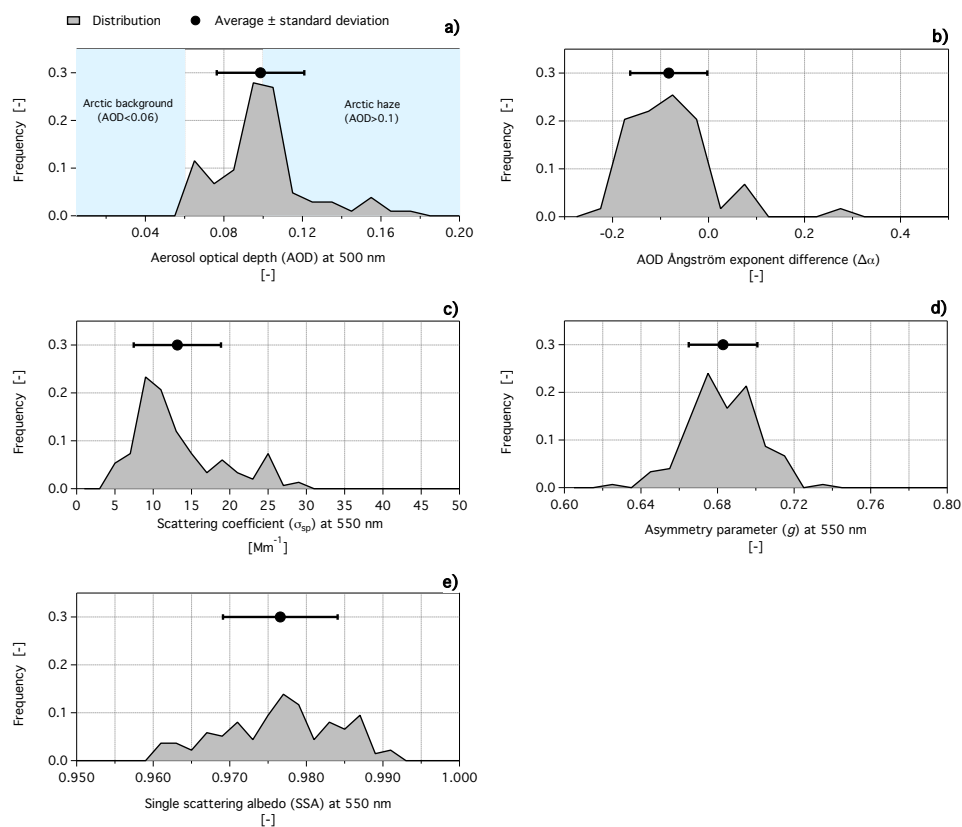 Distribution Average ± standard deviation
a)
Frequency [-]
0.3
0.2
0.1
0.0
Arctic background
(AOD<0.06)
Arctic haze
(AOD>0.1)
0.04 0.08 0.12 0.16 0.20
Aerosol optical depth (AOD) at 500 nm
[-]
b)
Frequency [-]
0.3
0.2
0.1
0.0
-0.2 0.0 0.2 0.4
AOD Ångström exponent difference (Δα)
[-]
c)
Frequency [-]
0.3
0.2
0.1
0.0
0 5 10 15 20 25 30 35 40 45 50
Scattering coefficient (σsp) at 550 nm
[Mm-1]
d)
Frequency [-]
0.3
0.2
0.1
0.0
0.60 0.64 0.68 0.72 0.76 0.80
Asymmetry parameter (g) at 550 nm
[-]
e)
Frequency [-]
0.3
0.2
0.1
0.0
0.950 0.960 0.970 0.980 0.990 1.000
Single scattering albedo (SSA) at 550 nm
[-]